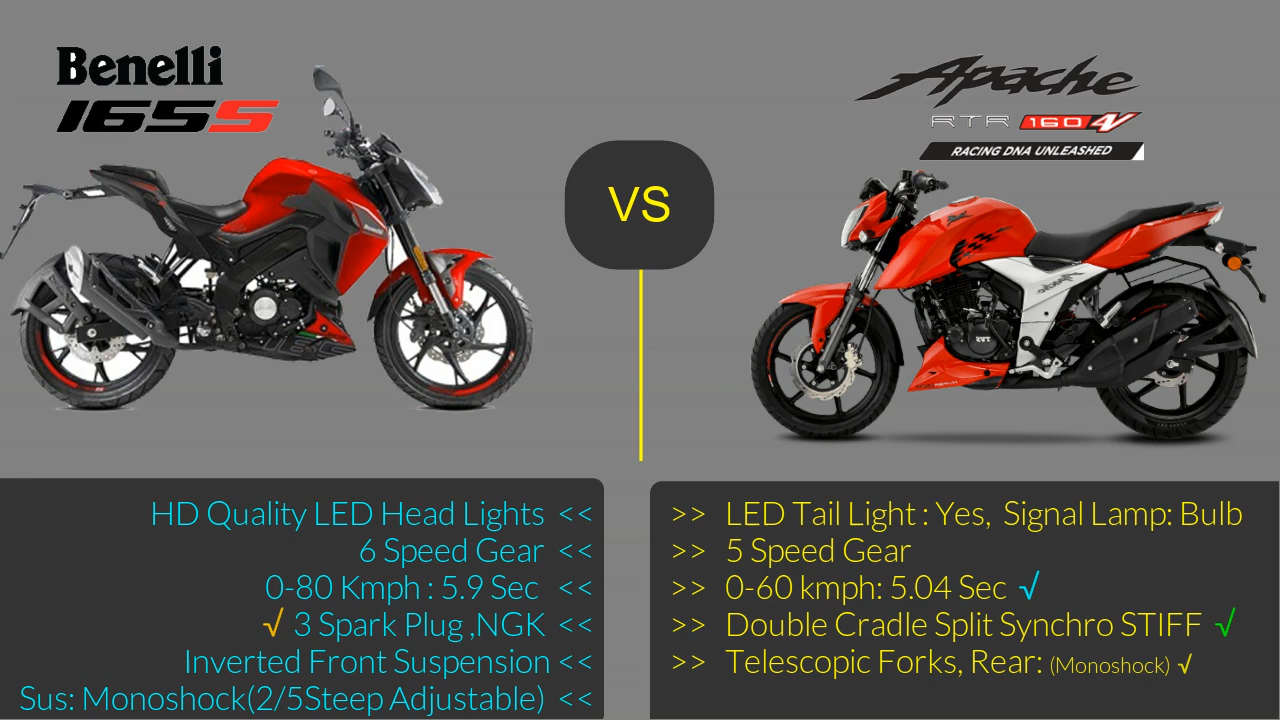 Benelli
165S
Apache
RTR 160 4V
RACING DNA UNLEASHED
VS
Benelli
Apache
TVS
HD Quality LED Head Lights <<
6 Speed Gear <<
0-80 Kmph : 5.9 Sec <<
√ 3 Spark Plug ,NGK <<
Inverted Front Suspension <<
Sus: Monoshock(2/5Steep Adjustable) <<
>> LED Tail Light : Yes, Signal Lamp: Bulb
>> 5 Speed Gear
>> 0-60 kmph: 5.04 Sec √
>> Double Cradle Split Synchro STIFF √
>> Telescopic Forks, Rear: (Monoshock) √